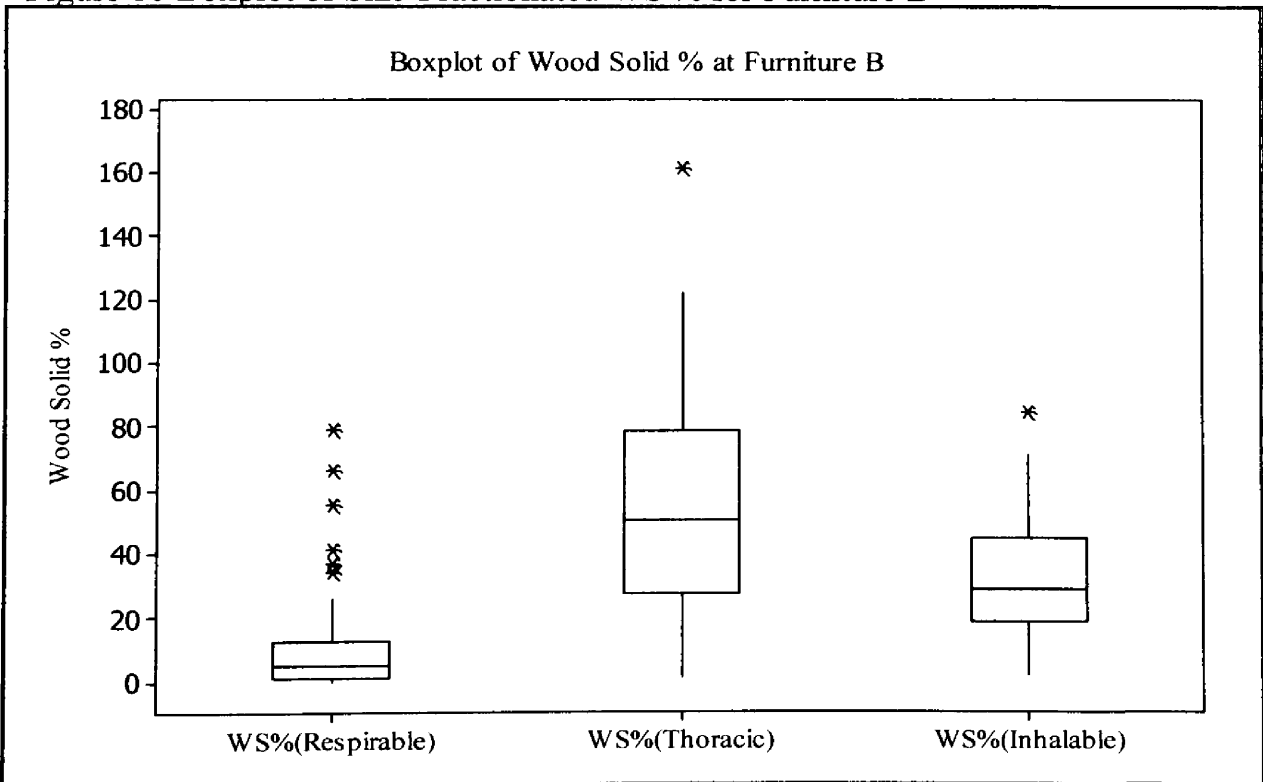 Boxplot of Wood Solid % at Furniture B
Wood Solid %
180
160
140
120
100
80
60
40
20
0
WS%(Respirable)
WS%(Thoracic)
WS%(Inhalable)